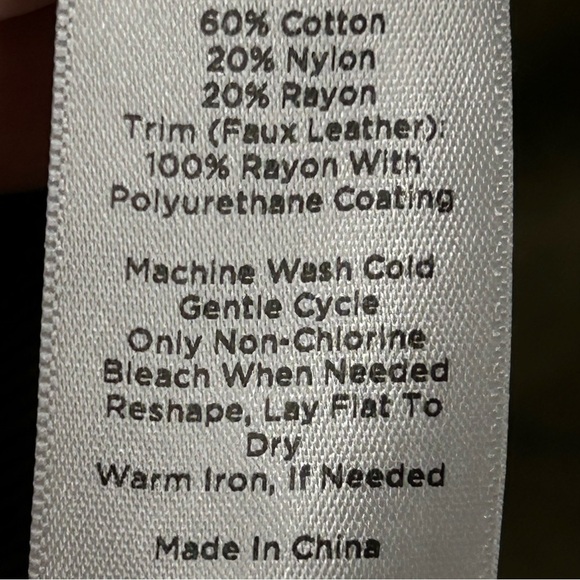 60% Cotton
20% Nylon
20% Rayon
Trim (Faux Leather):
100% Rayon With
Polyurethane Coating
Machine Wash Cold
Gentle Cycle
Only Non-Chlorine
Bleach When Needed
Reshape, Lay Flat To
Dry
Warm Iron, If Needed
Made In China